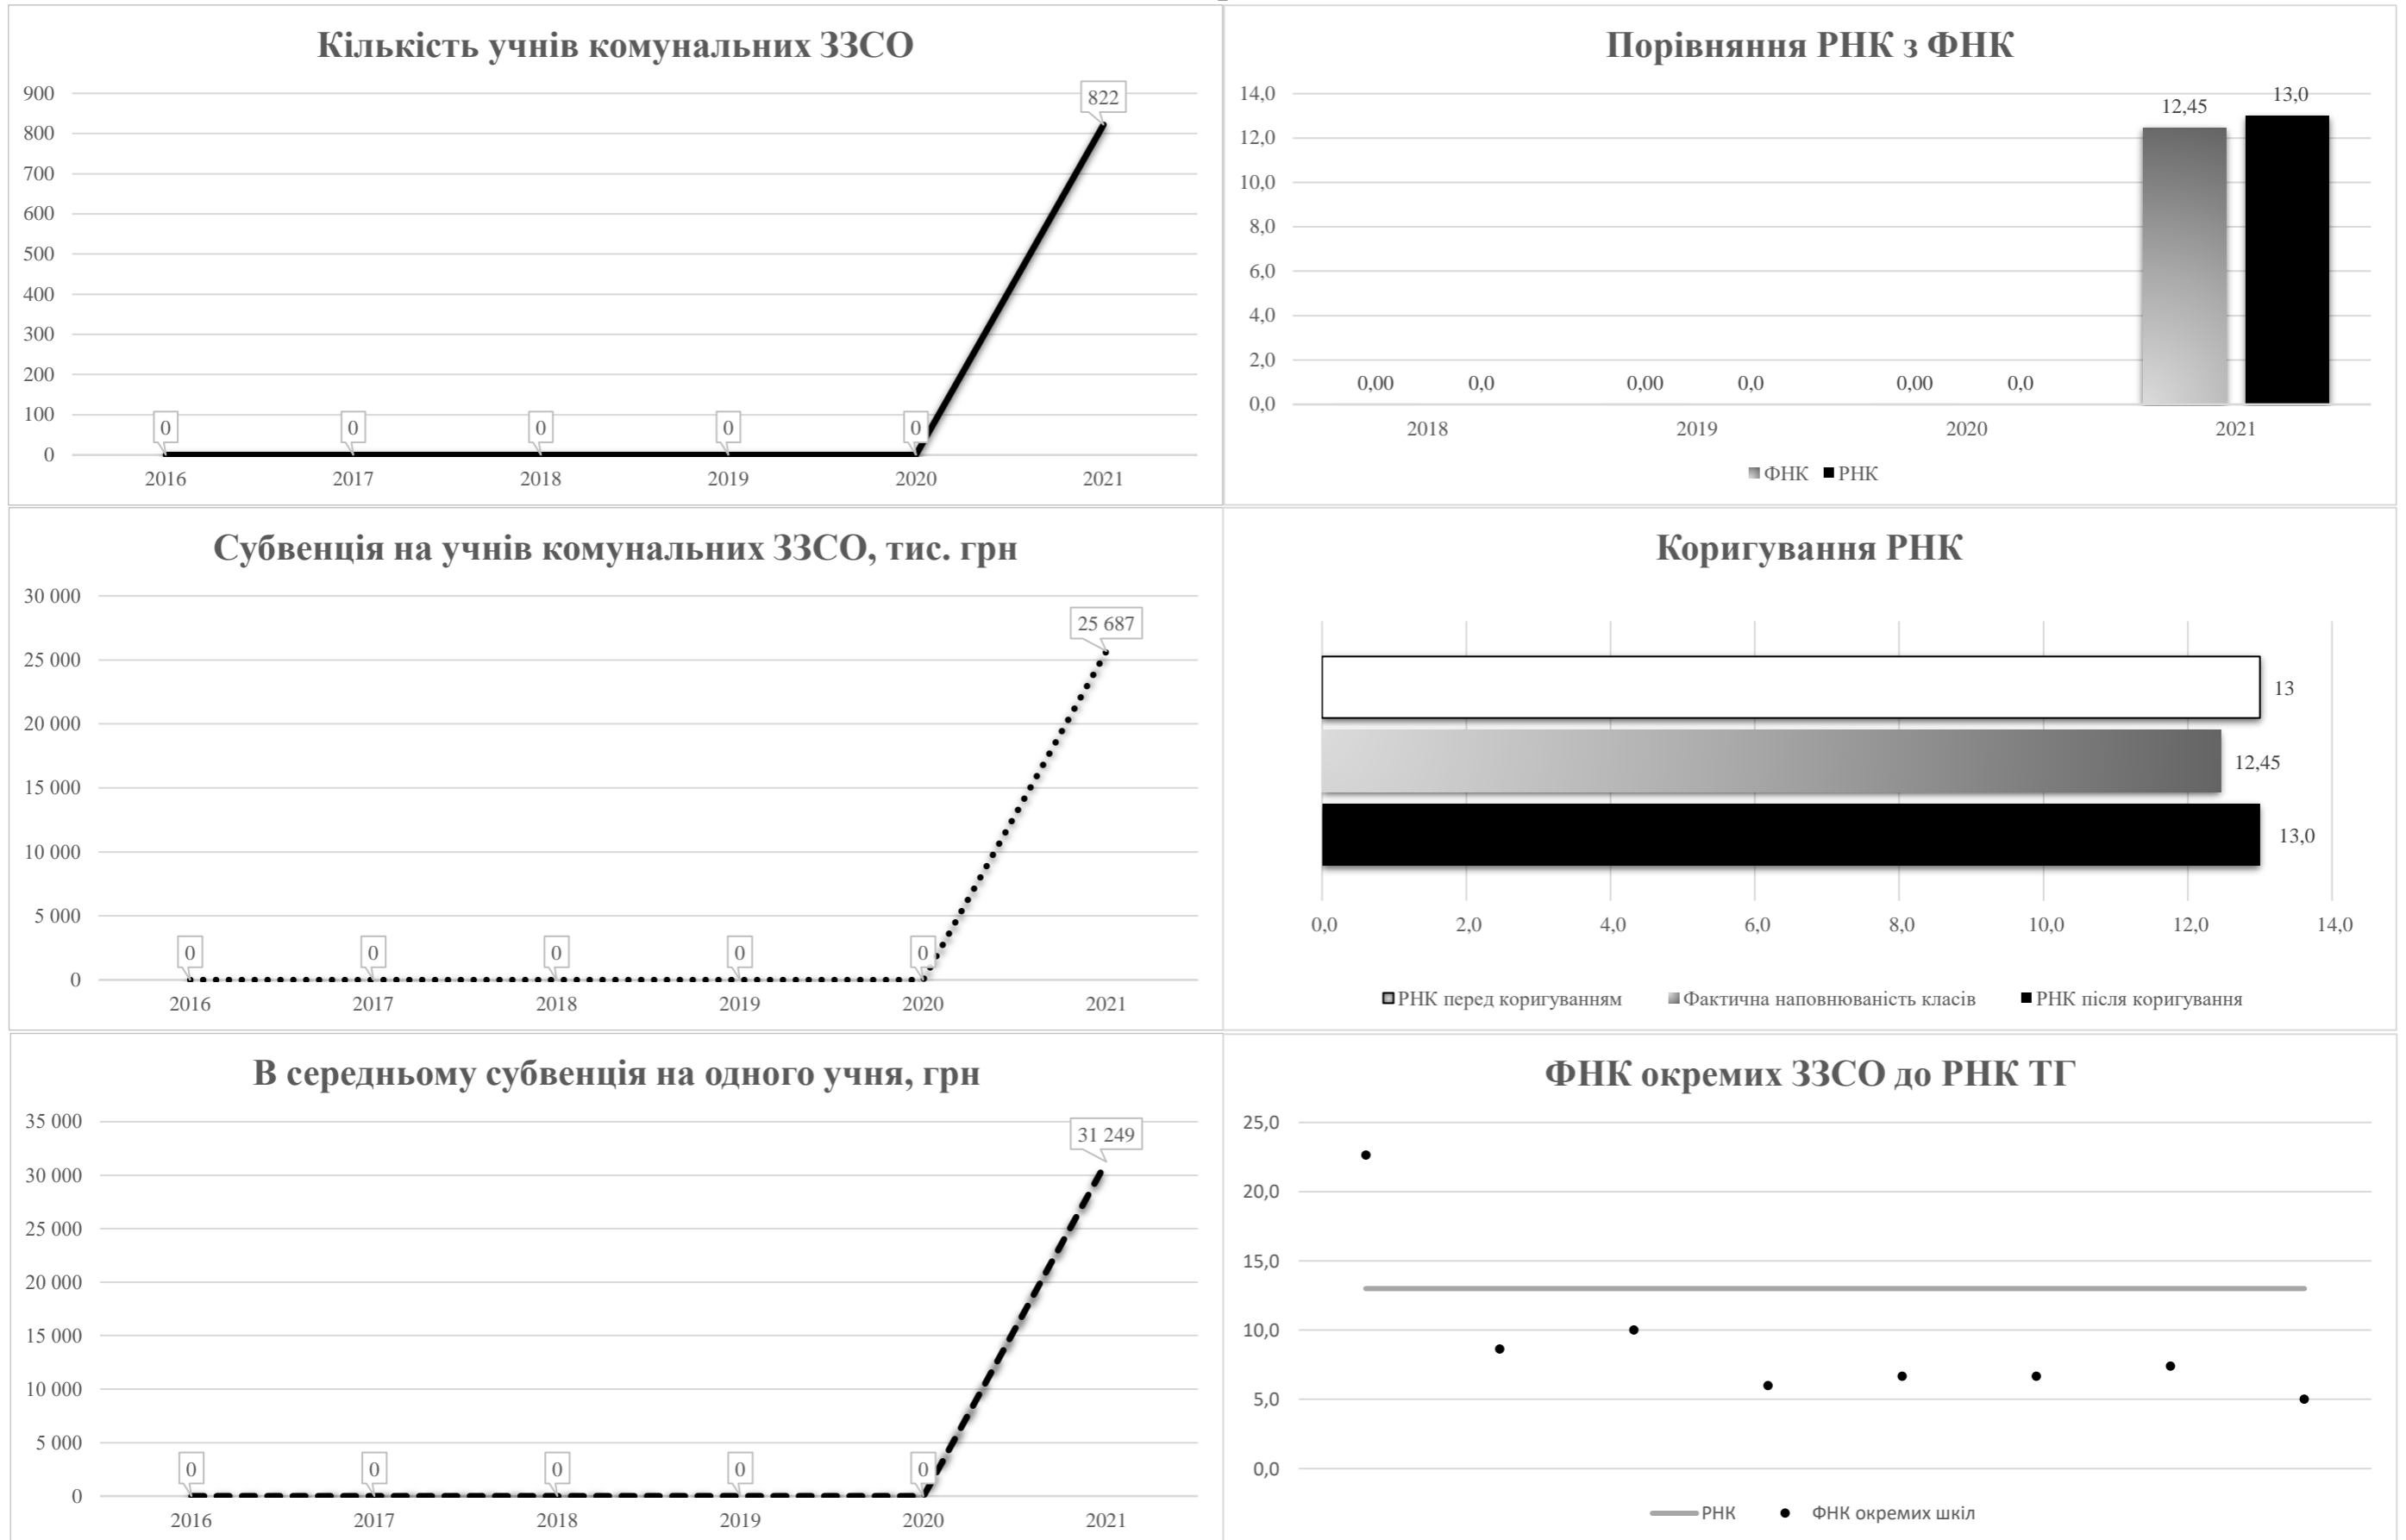 Кількість учнів комунальних ЗЗСО
900
800
700
600
500
400
300
200
100
0
822
0 0 0 0 0
2016 2017 2018 2019 2020 2021
Порівняння РНК з ФНК
14,0
12,0
10,0
8,0
6,0
4,0
2,0
0,0
12,45 13,0
0,00 0,0 0,00 0,0 0,00 0,0
2018 2019 2020 2021
ФНК РНК
Субвенція на учнів комунальних ЗЗСО, тис. грн
30 000
25 000
20 000
15 000
10 000
5 000
0
25 687
0 0 0 0 0
2016 2017 2018 2019 2020 2021
Коригування РНК
13
12,45
13,0
0,0 2,0 4,0 6,0 8,0 10,0 12,0 14,0
РНК перед коригуванням Фактична наповнюваність класів РНК після коригування
В середньому субвенція на одного учня, грн
35 000
30 000
25 000
20 000
15 000
10 000
5 000
0
31 249
0 0 0 0 0
2016 2017 2018 2019 2020 2021
ФНК окремих ЗЗСО до РНК ТГ
25,0
20,0
15,0
10,0
5,0
0,0
РНК ФНК окремих шкіл